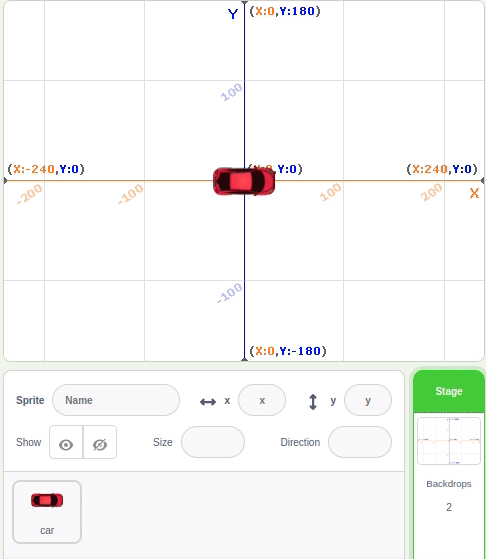 Y
(X:0,Y:180)
100
(X:-240,Y:0)
,Y:0)
(X:240,Y:0)
-200
-100
100
200
X
-100
(X:0,Y:-180)
Sprite
Name
x
x
y
y
Stage
Show
Size
Direction
Backdrops
2
car